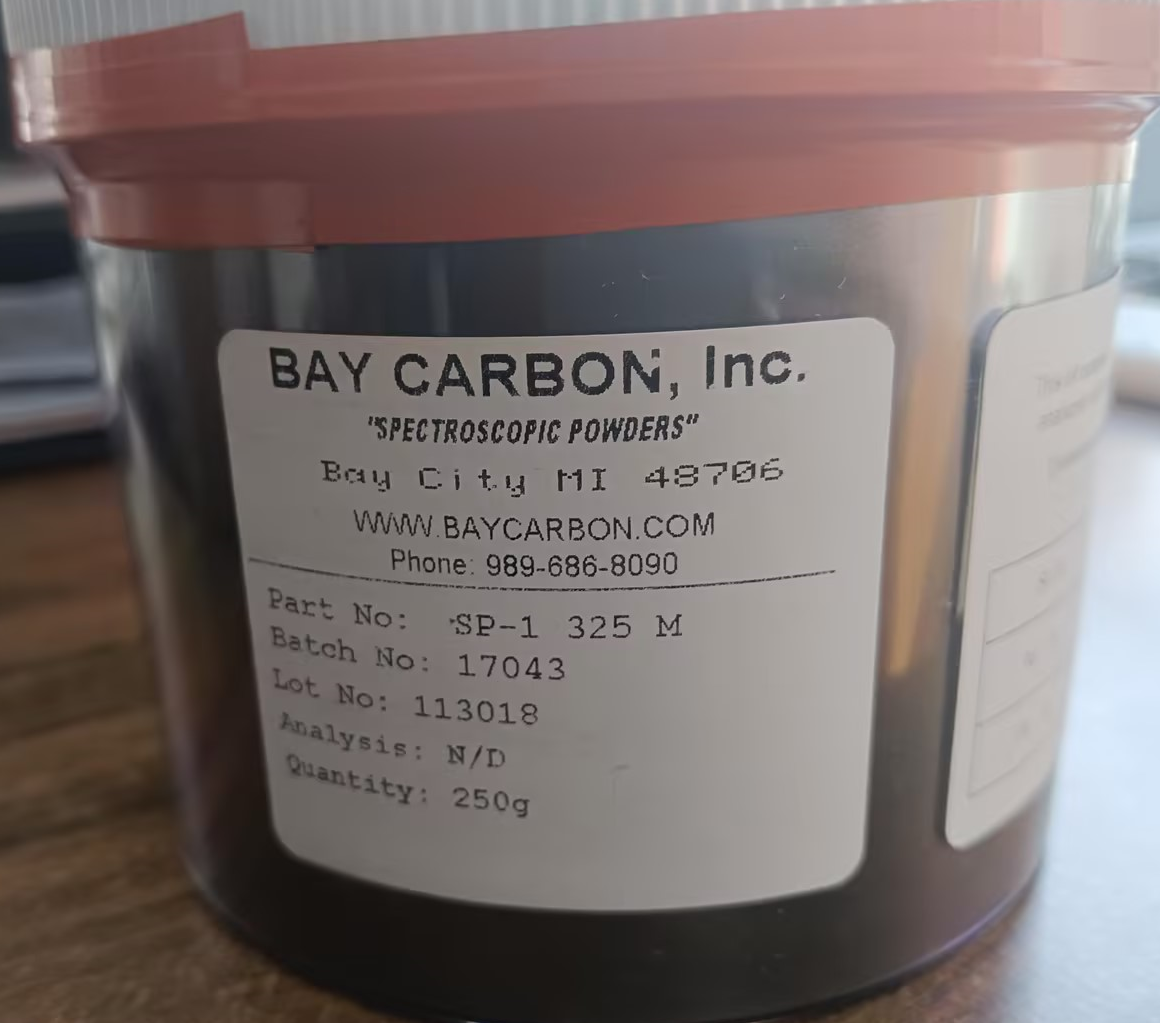 BAY CARBON, Inc.
"SPECTROSCOPIC POWDERS"
Bay City MI 48706
WWW.BAYCARBON.COM
Phone: 989-686-8090
Part No: SP-1 325 M
Batch No: 17043
Lot No: 113018
Analysis: N/D
Quantity: 250g